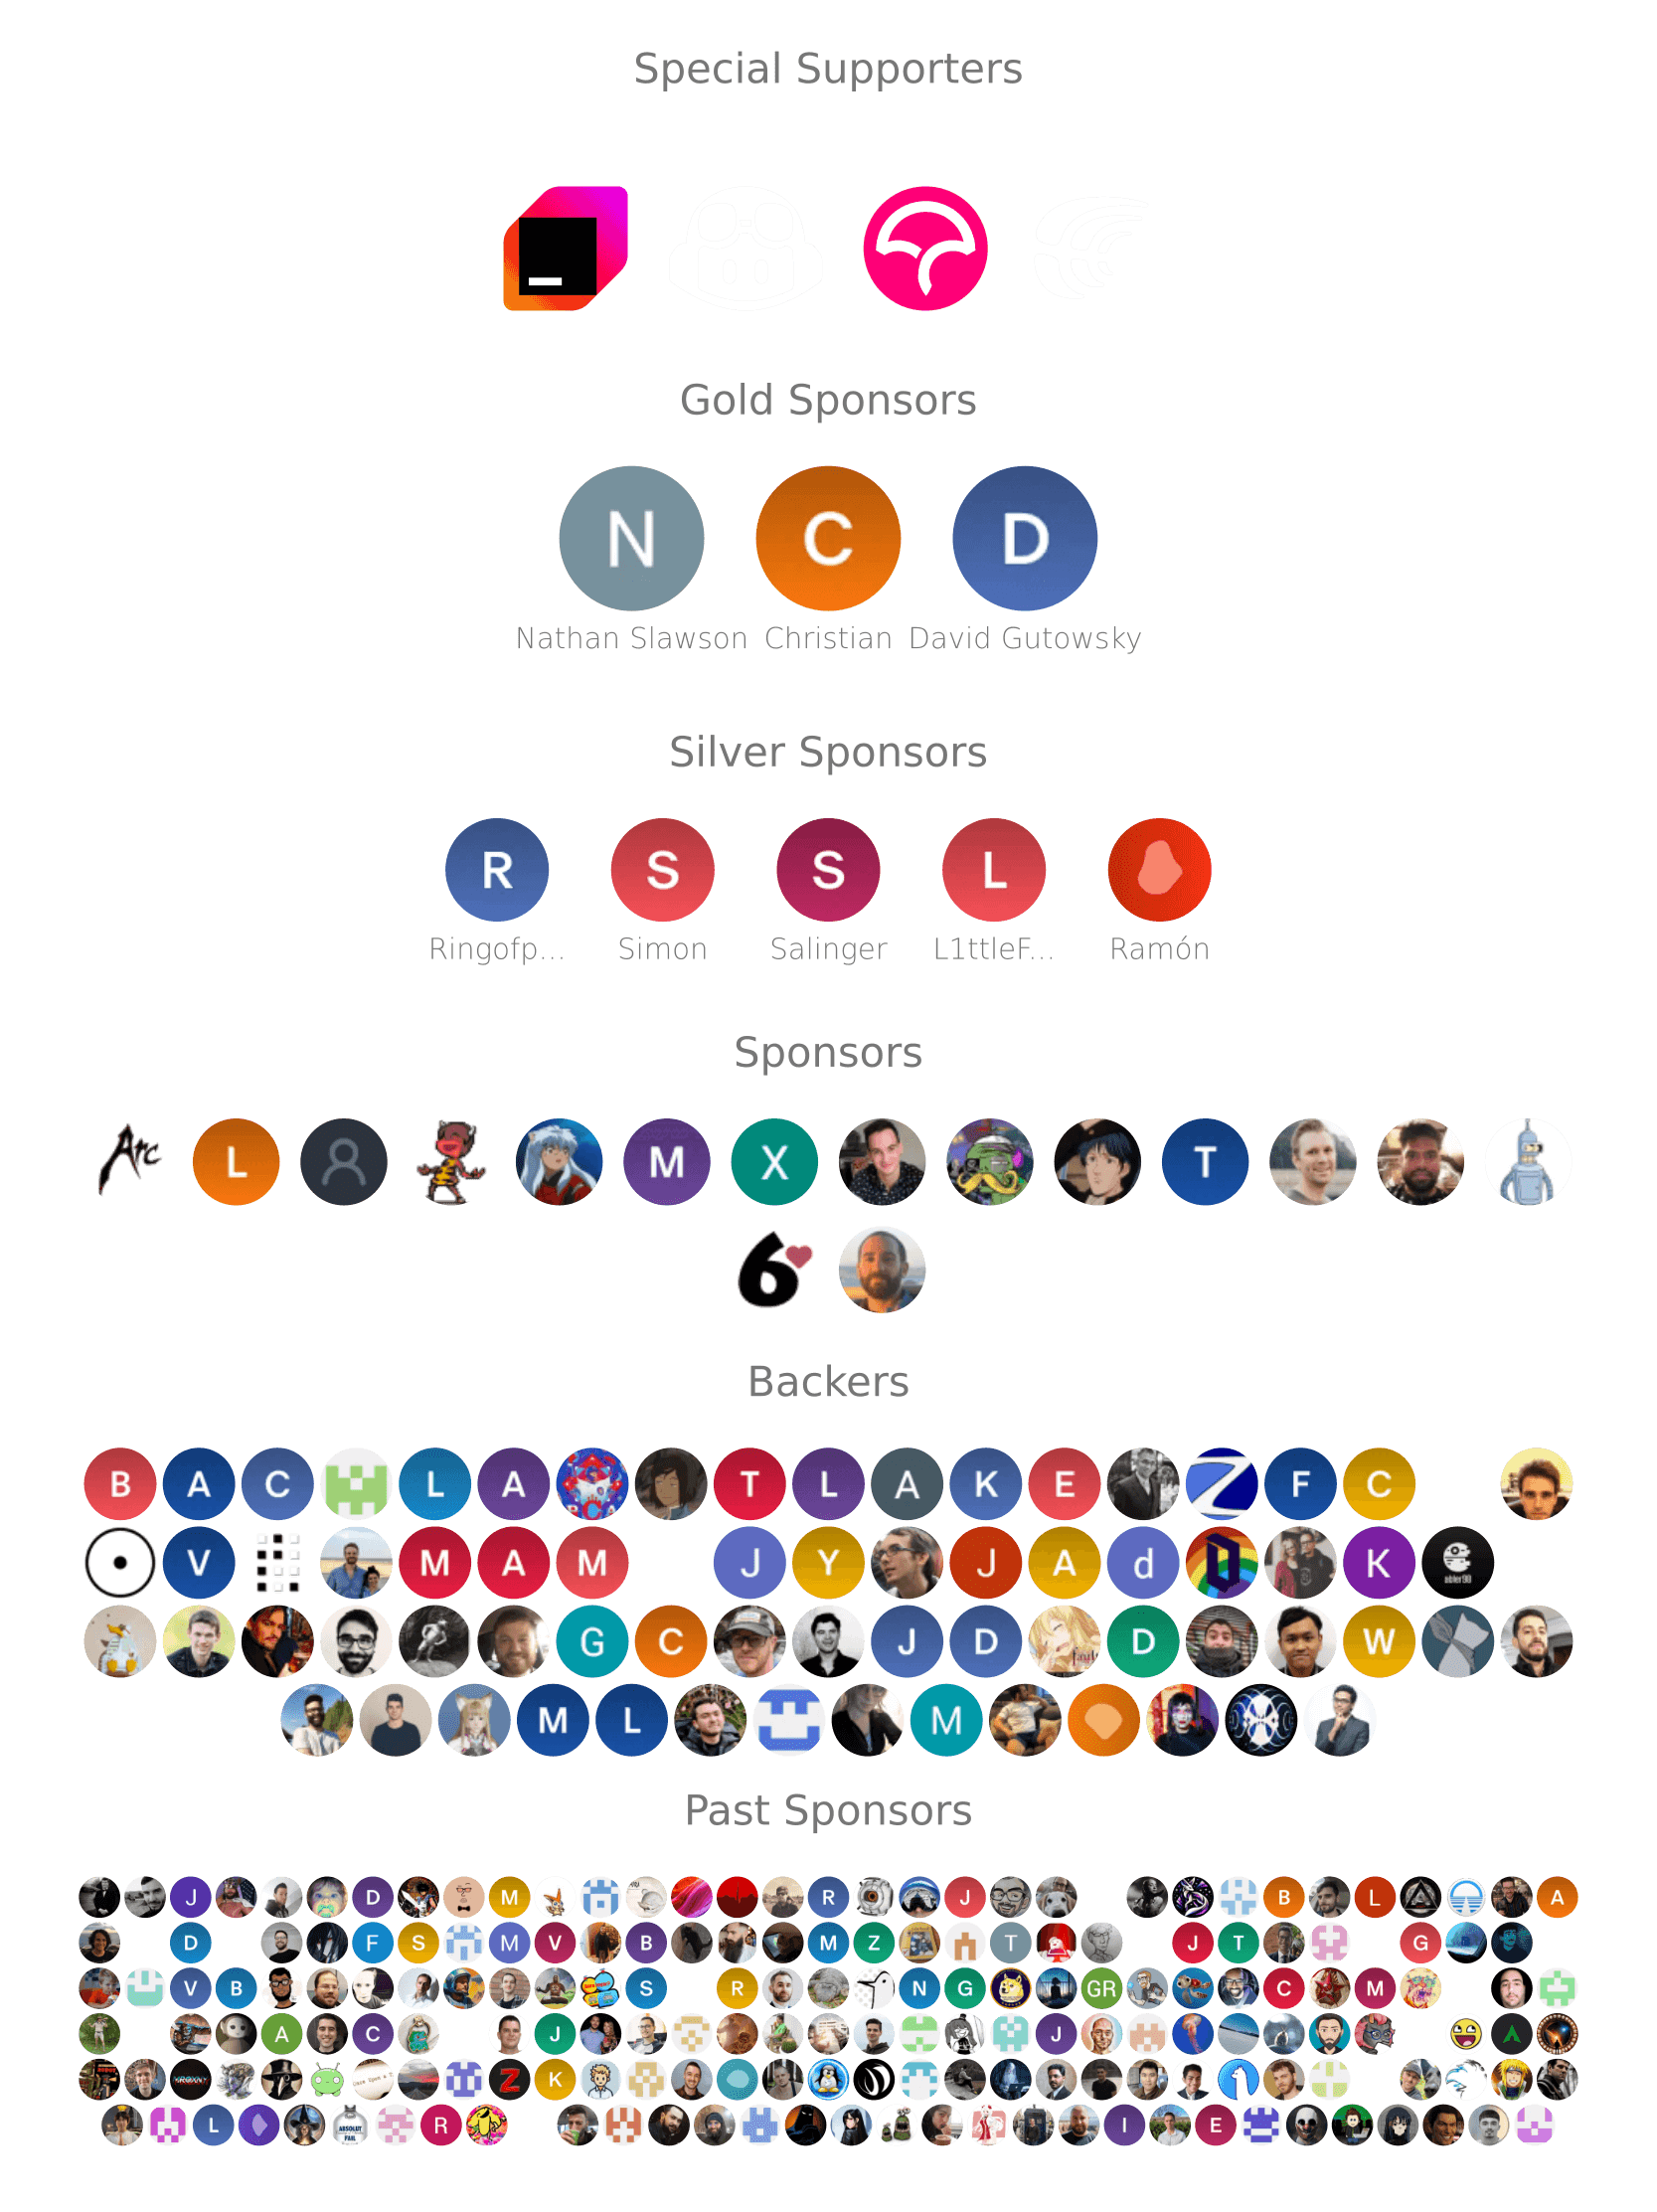 Special Supporters
Gold Sponsors
N C D
Nathan Slawson Christian David Gutowsky
Silver Sponsors
R S S L
Ringofp... Simon Salinger L1ttleF... Ramón
Sponsors
Arc L M X T
6
Backers
B A C L A T L A K E F C
V M A M J Y J A d K
G C J D D W
M L M
Past Sponsors
J D M R J B L A
D F S M V B M Z T J T G
V B S R N G GR C M
A C J J
Z K
L R I E